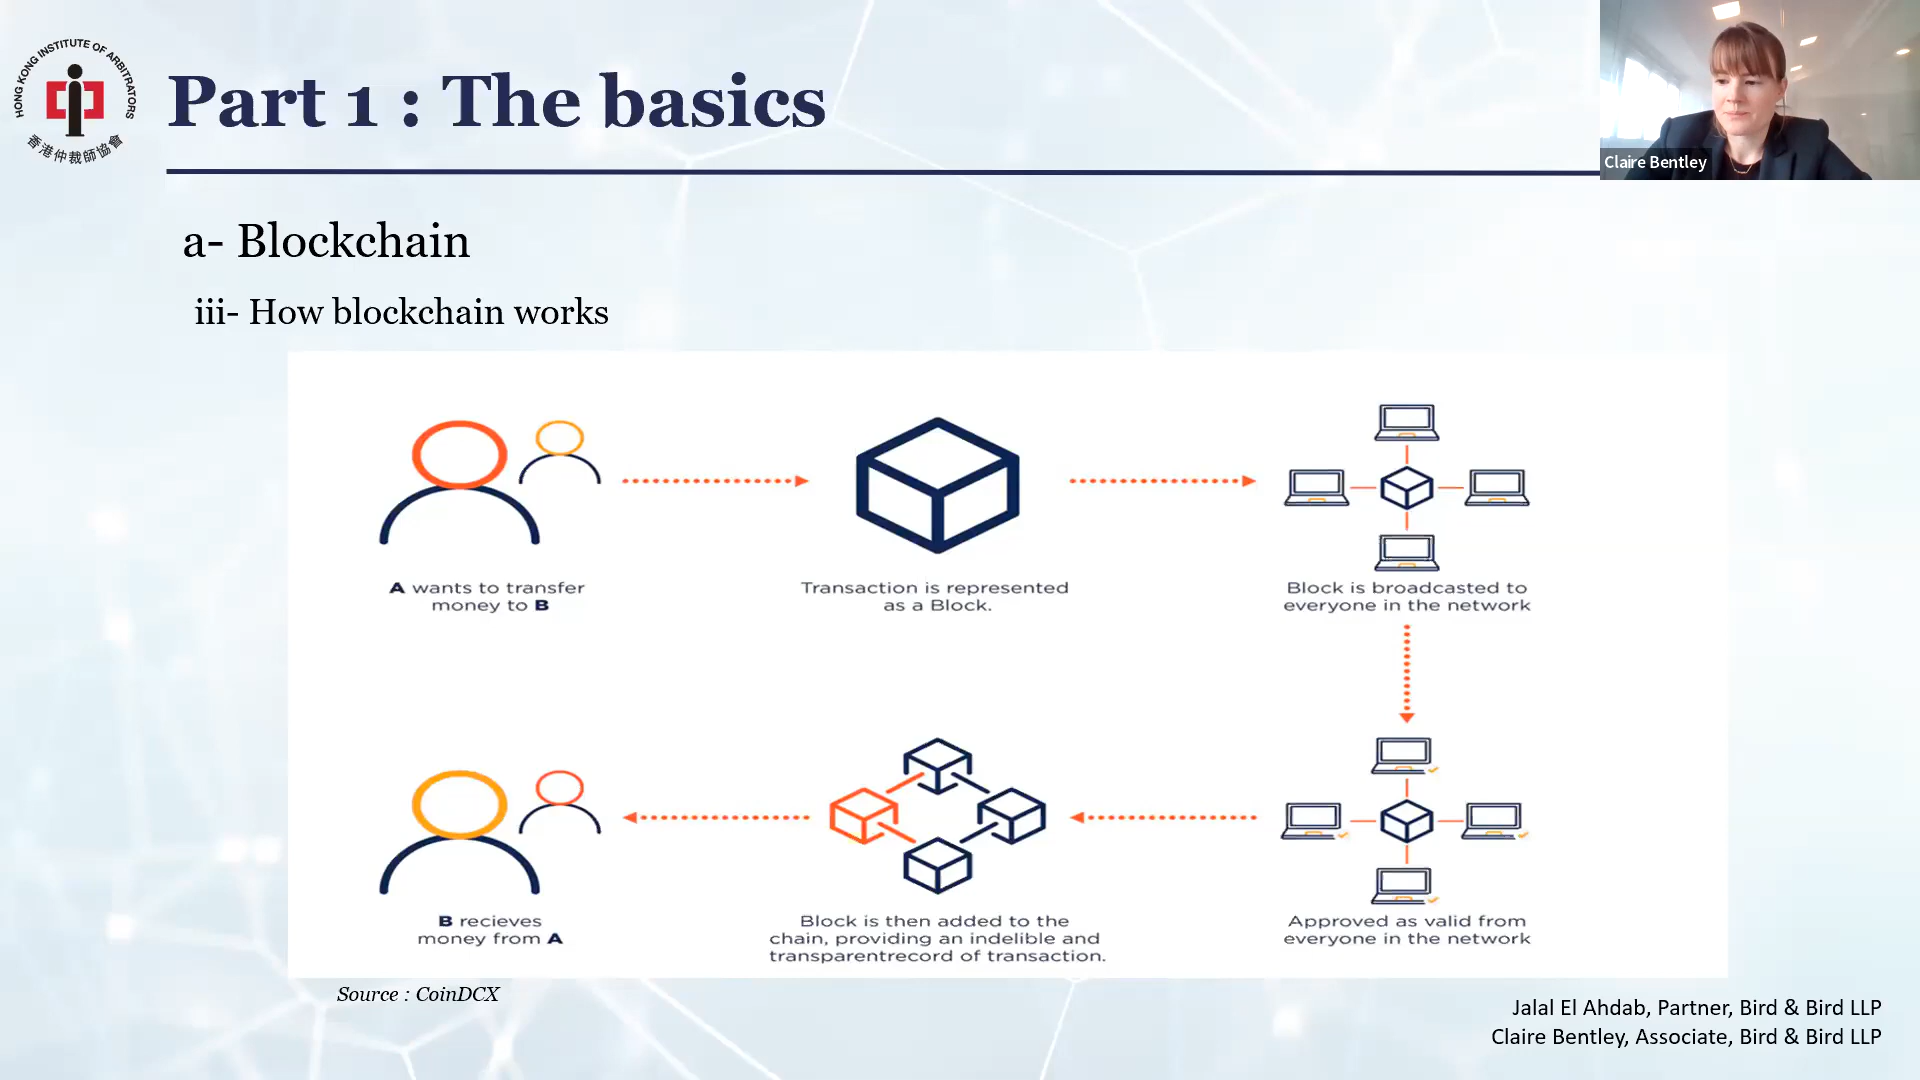 HONG KONG INSTITUTE OF ARBITRATORS
香港仲裁師協會
Part 1 : The basics
Claire Bentley
a- Blockchain
iii- How blockchain works
A wants to transfer
money to B
Transaction is represented
as a Block.
Block is broadcasted to
everyone in the network
B recieves
money from A
Block is then added to the
chain, providing an indelible and
transparentrecord of transaction.
Approved as valid from
everyone in the network
Source : CoinDCX
Jalal El Ahdab, Partner, Bird & Bird LLP
Claire Bentley, Associate, Bird & Bird LLP